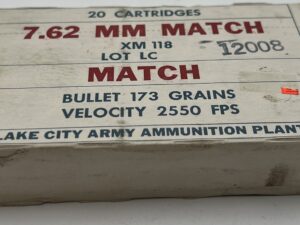 20 CARTRIDGES
7.62 MM MATCH
XM 118
LOT LC 12008
MATCH
BULLET 173 GRAINS
VELOCITY 2550 FPS
LAKE CITY ARMY AMMUNITION PLANT